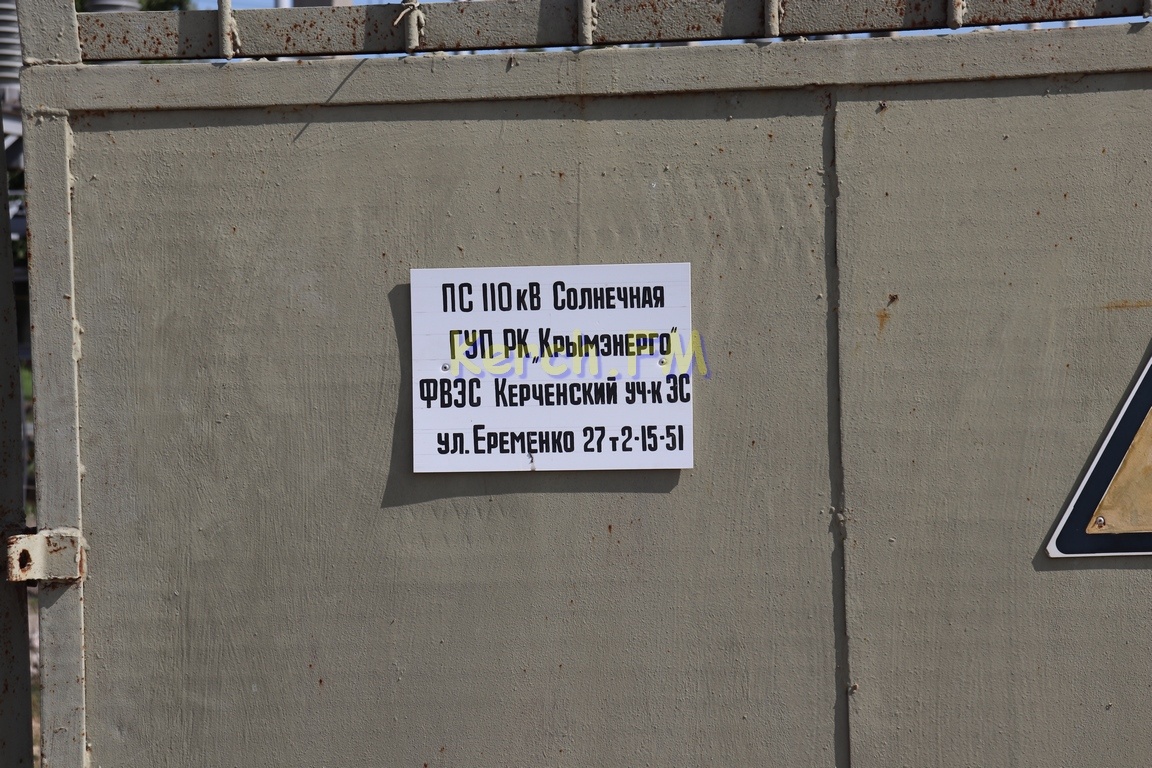 ПС 110кВ Солнечная
ГУП РК „Крымэнерго“
Kerch.FM
ФВЭС Керченский уч-к ЭС
ул. Еременко 27 т 2-15-51